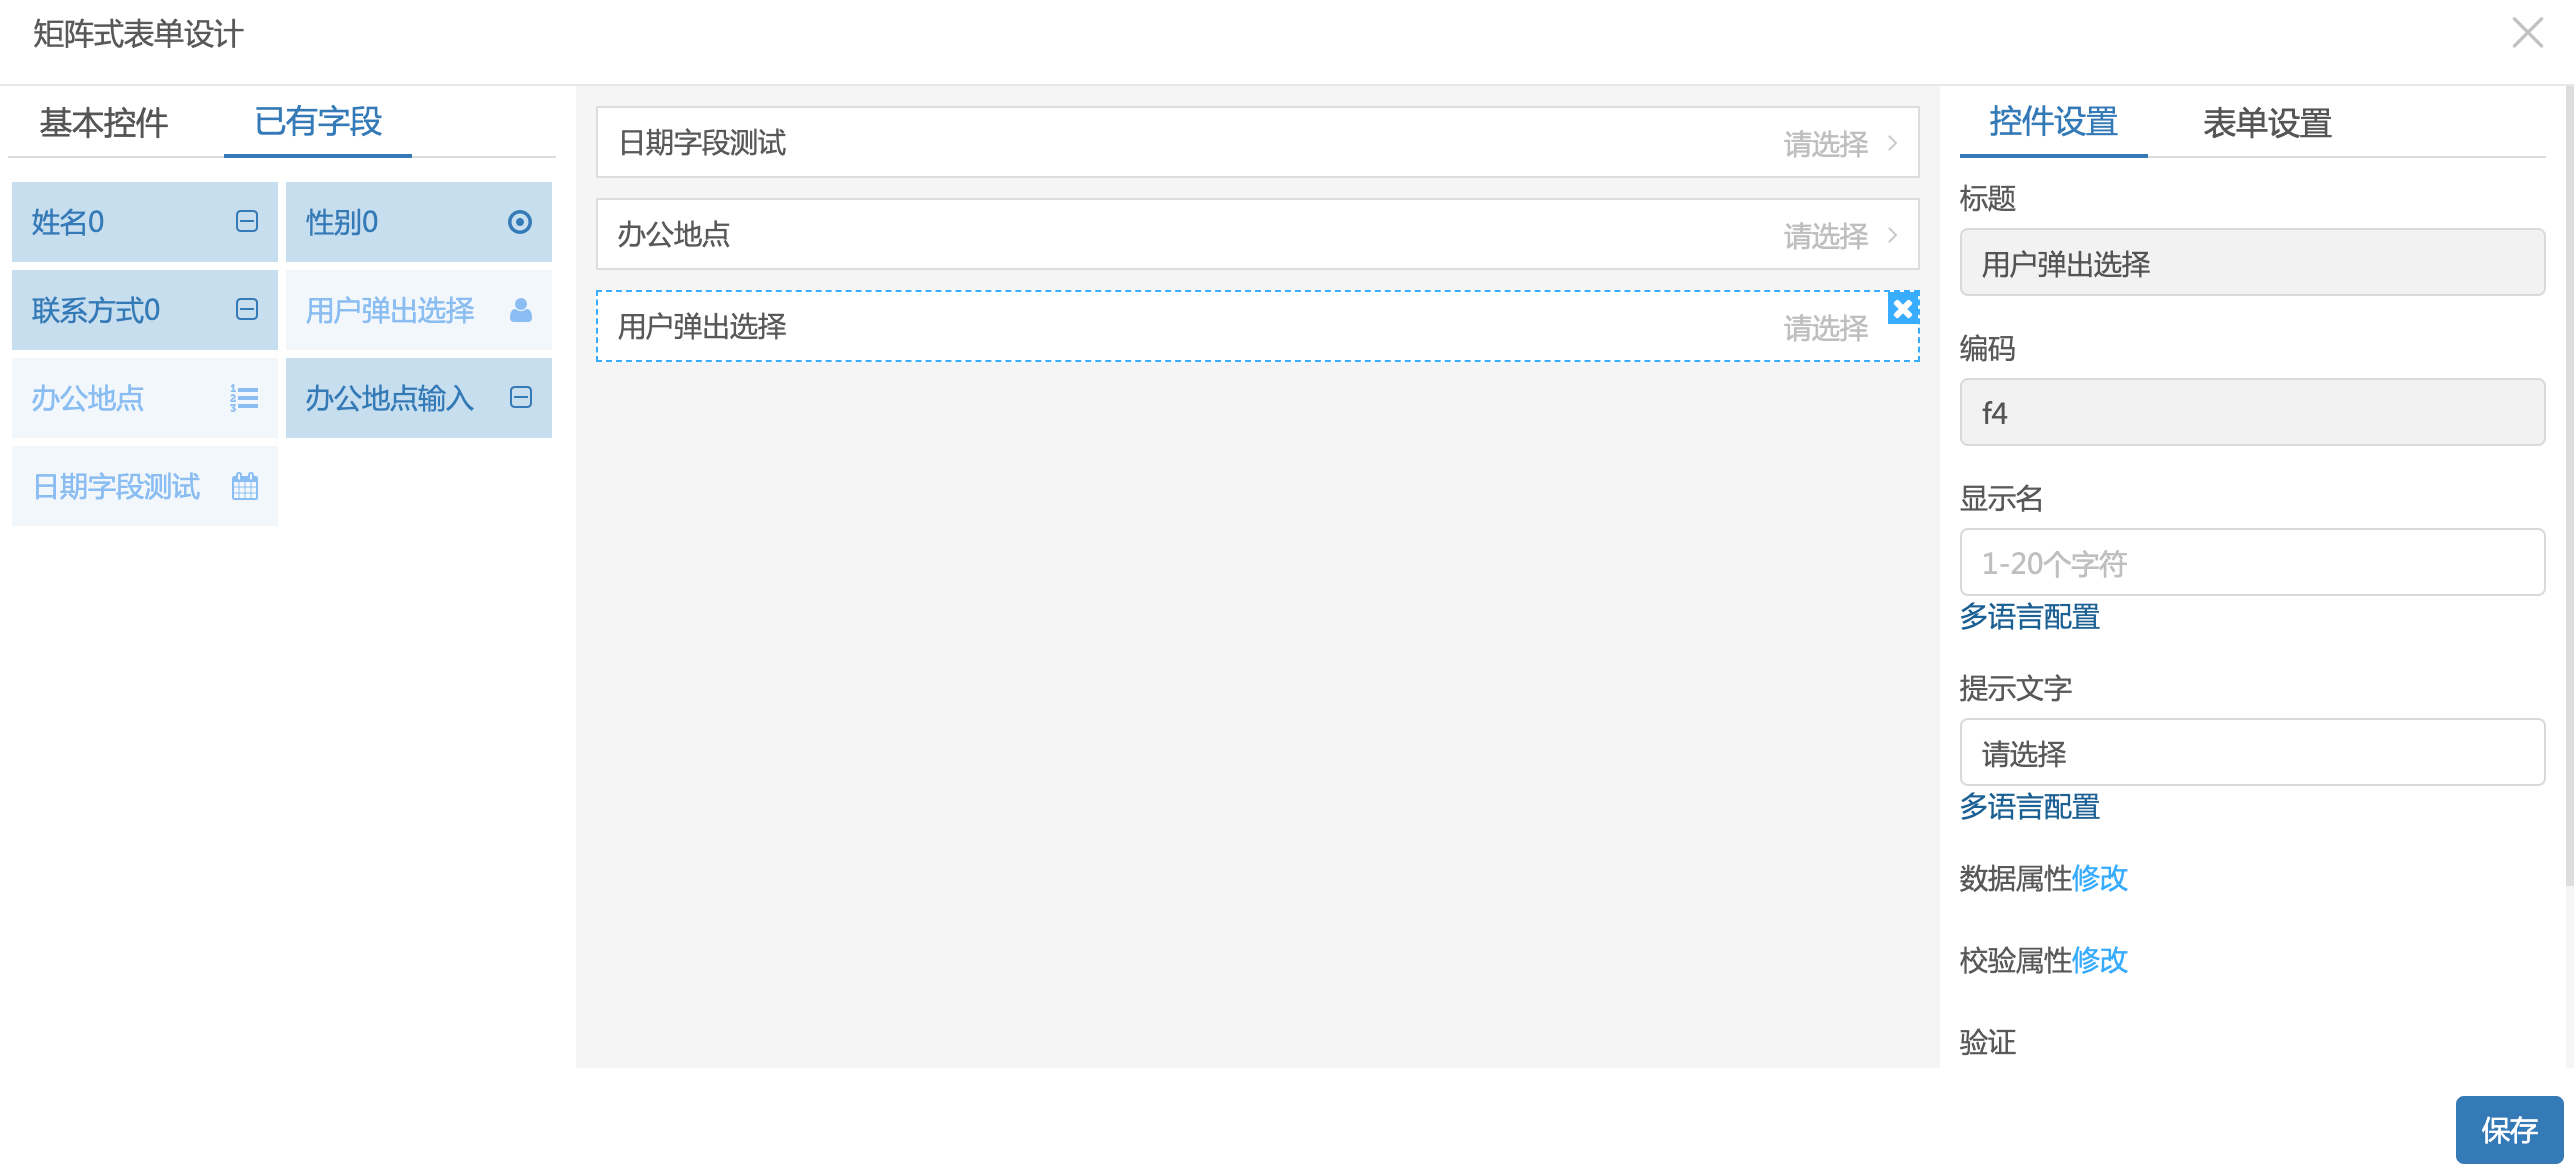 矩阵式表单设计
基本控件 已有字段
姓名0 性别0
联系方式0 用户弹出选择
办公地点 办公地点输入
日期字段测试
日期字段测试 请选择
办公地点 请选择
用户弹出选择 请选择
控件设置 表单设置
标题
用户弹出选择
编码
f4
显示名
1-20个字符
多语言配置
提示文字
请选择
多语言配置
数据属性修改
校验属性修改
验证
保存